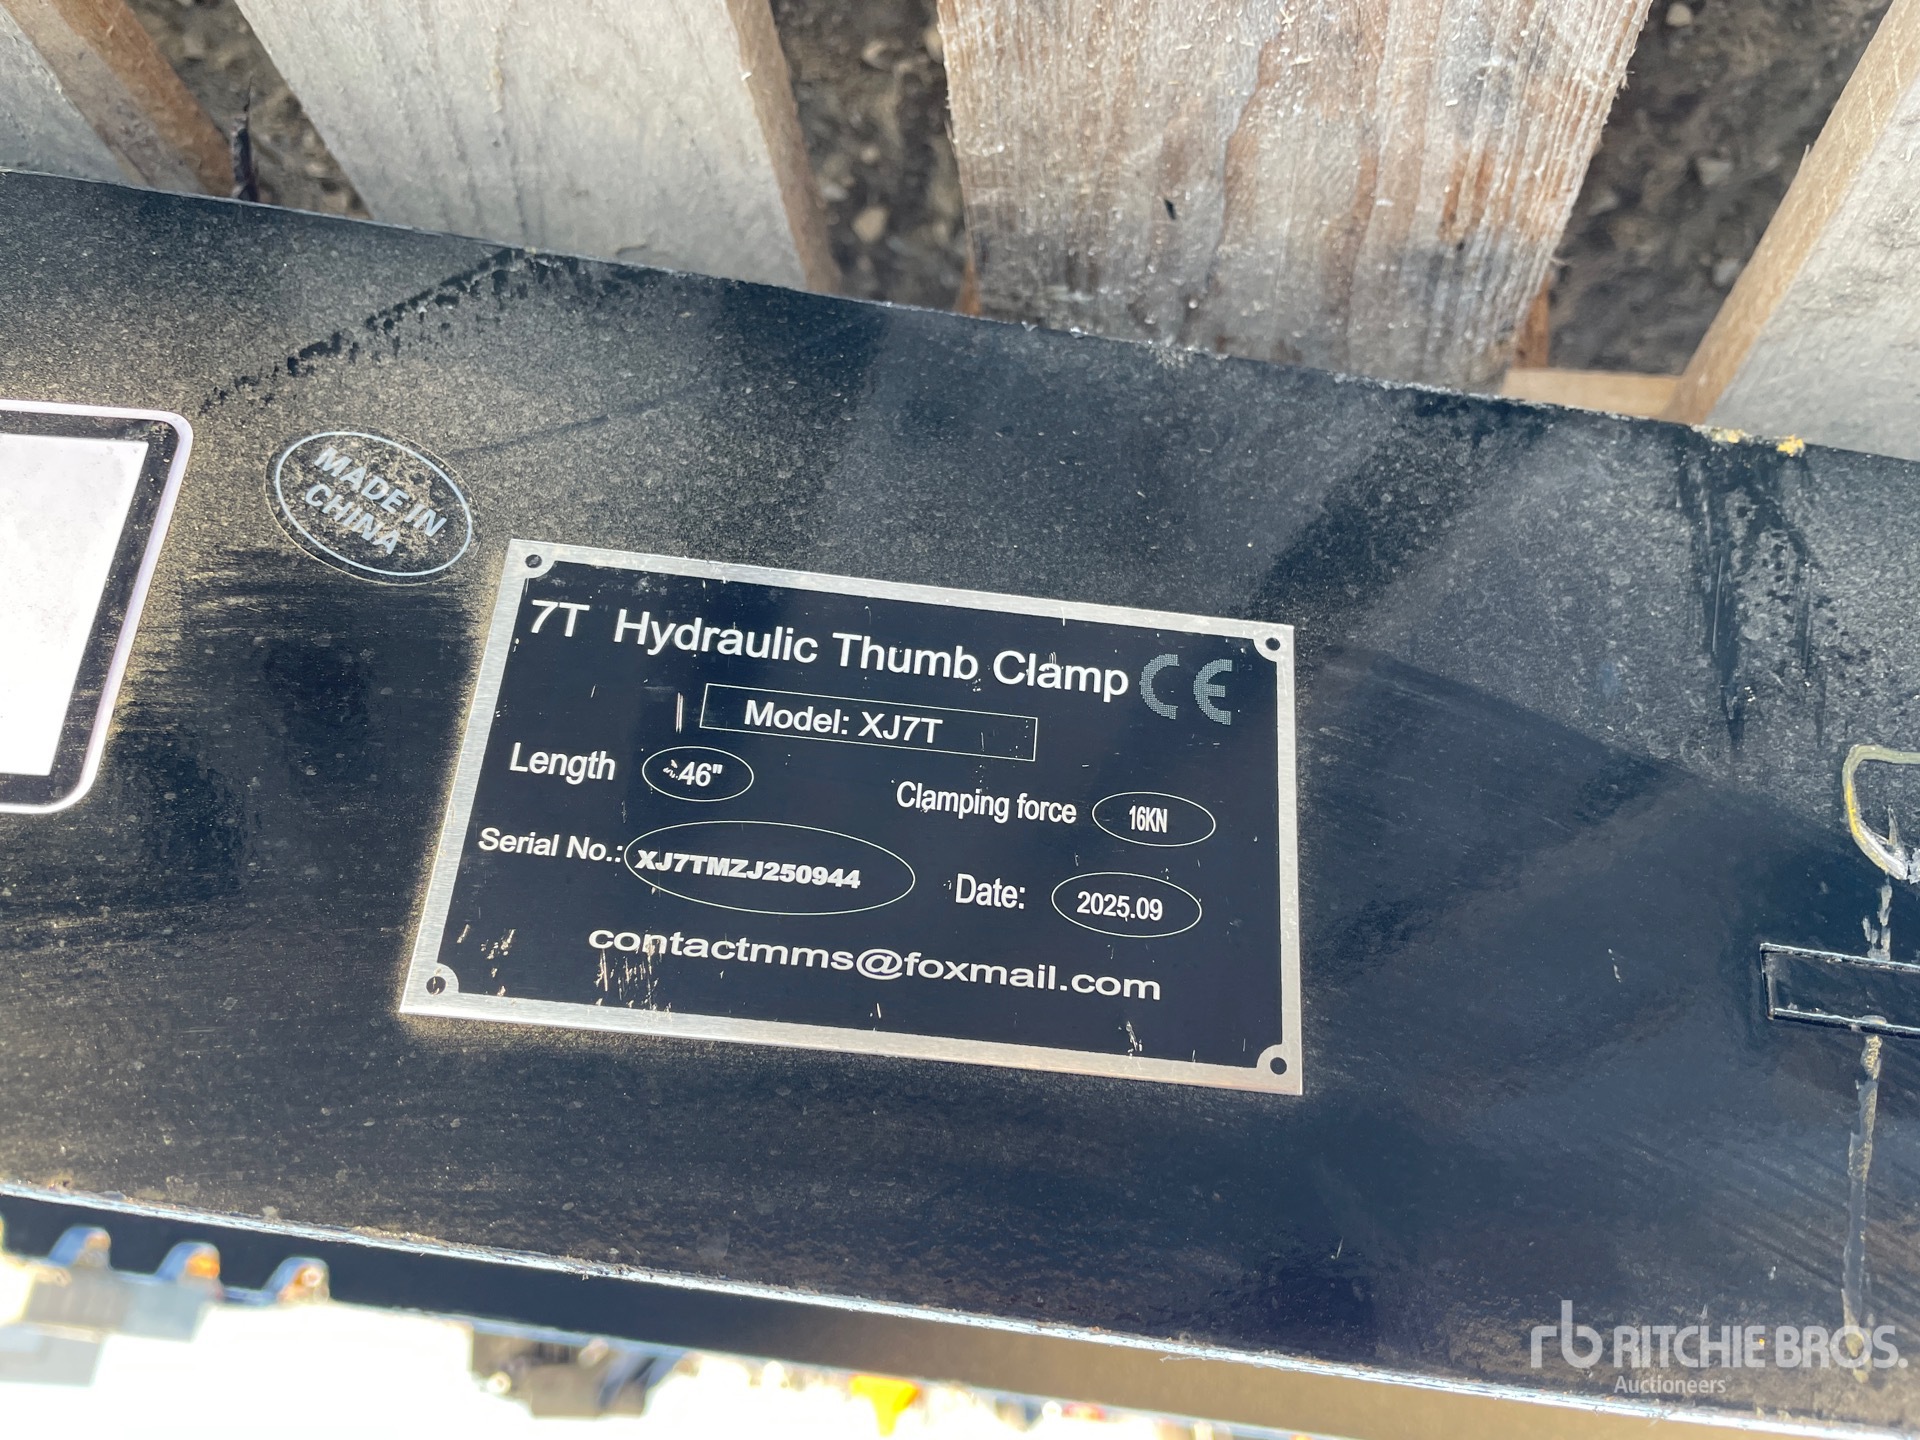 MADE IN
CHINA
7T Hydraulic Thumb Clamp CE
Model: XJ7T
Length 46"
Clamping force 16KN
Serial No.: XJ7TMZJ250944
Date: 2025.09
contactmms@foxmail.com
rb RITCHIE BROS.
Auctioneers